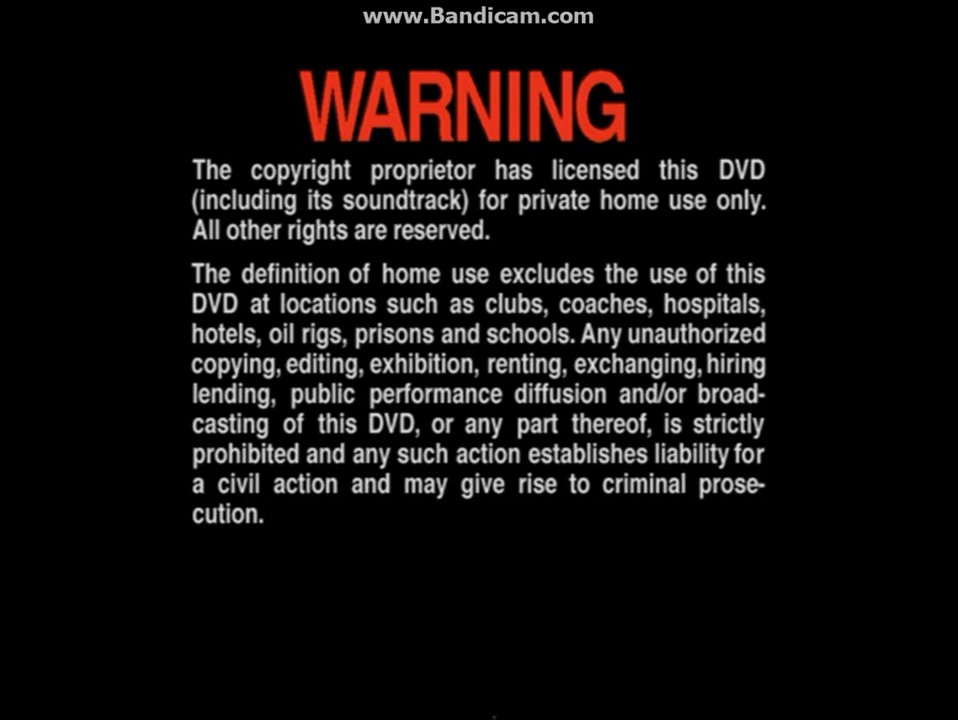 www.Bandicam.com
WARNING
The copyright proprietor has licensed this DVD
(including its soundtrack) for private home use only.
All other rights are reserved.
The definition of home use excludes the use of this
DVD at locations such as clubs, coaches, hospitals,
hotels, oil rigs, prisons and schools. Any unauthorized
copying, editing, exhibition, renting, exchanging, hiring
lending, public performance diffusion and/or broad-
casting of this DVD, or any part thereof, is strictly
prohibited and any such action establishes liability for
a civil action and may give rise to criminal prose-
cution.